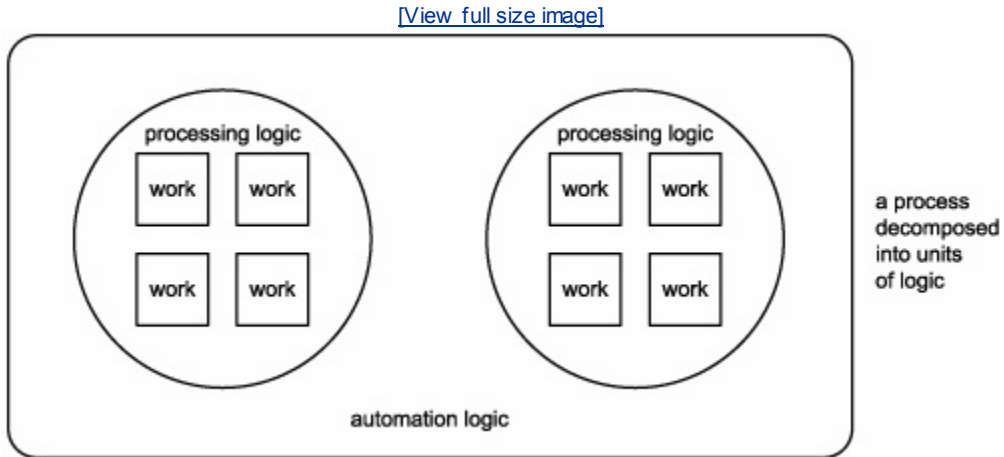 [View full size image]
processing logic
work work
work work
processing logic
work work
work work
a process
decomposed
into units
of logic
automation logic